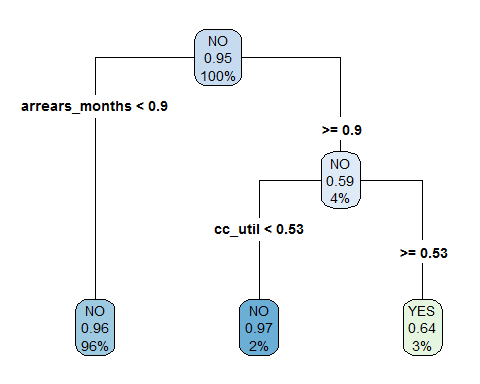 NO
0.95
100%
arrears_months < 0.9
>= 0.9
NO
0.59
4%
cc_util < 0.53
>= 0.53
NO
0.96
96%
NO
0.97
2%
YES
0.64
3%